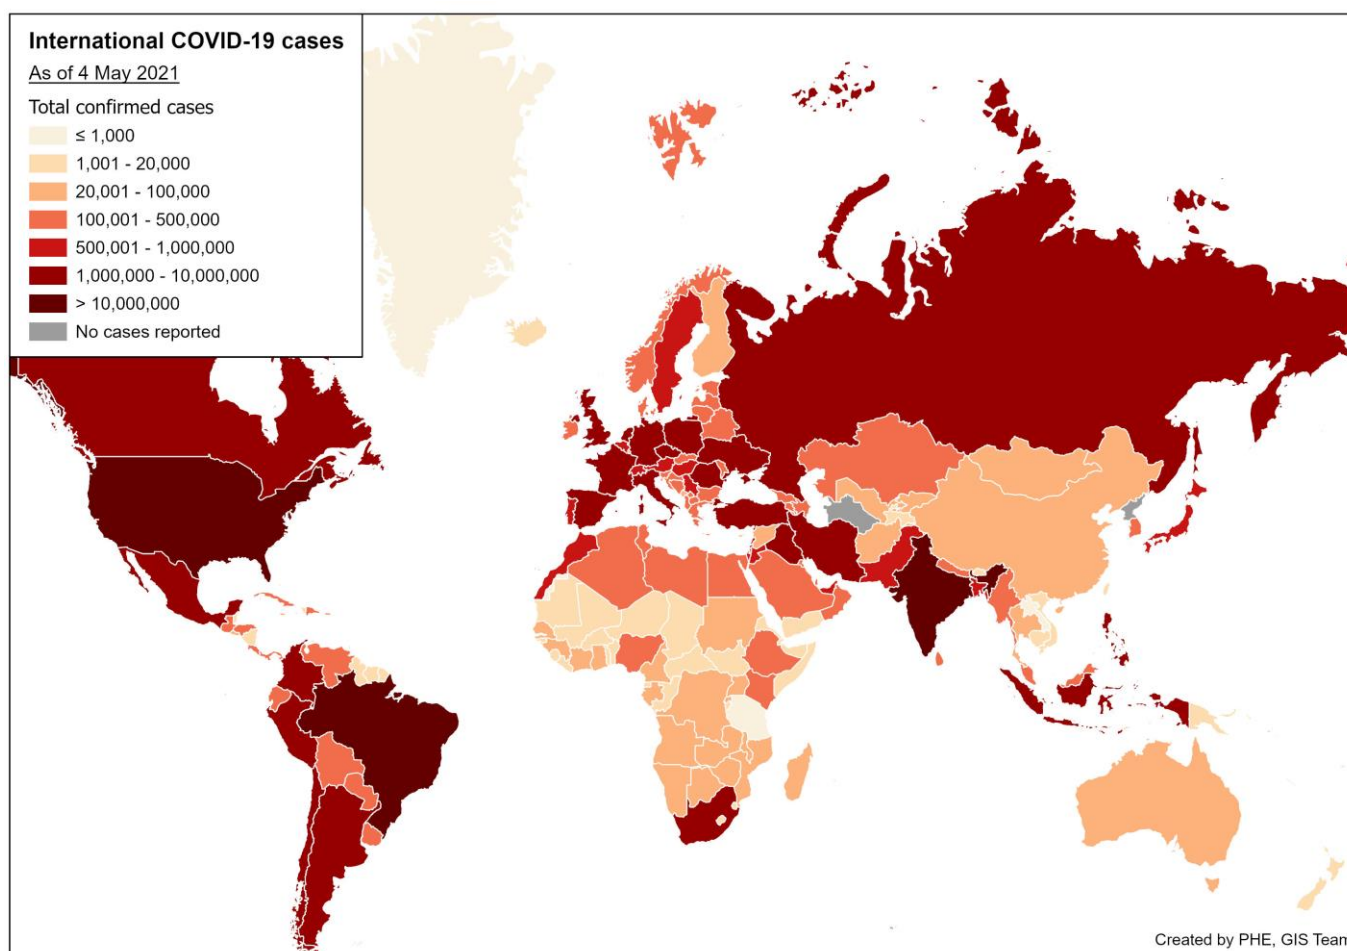 International COVID-19 cases
As of 4 May 2021
Total confirmed cases
≤ 1,000
1,001 - 20,000
20,001 - 100,000
100,001 - 500,000
500,001 - 1,000,000
1,000,000 - 10,000,000
> 10,000,000
No cases reported
Created by PHE, GIS Team